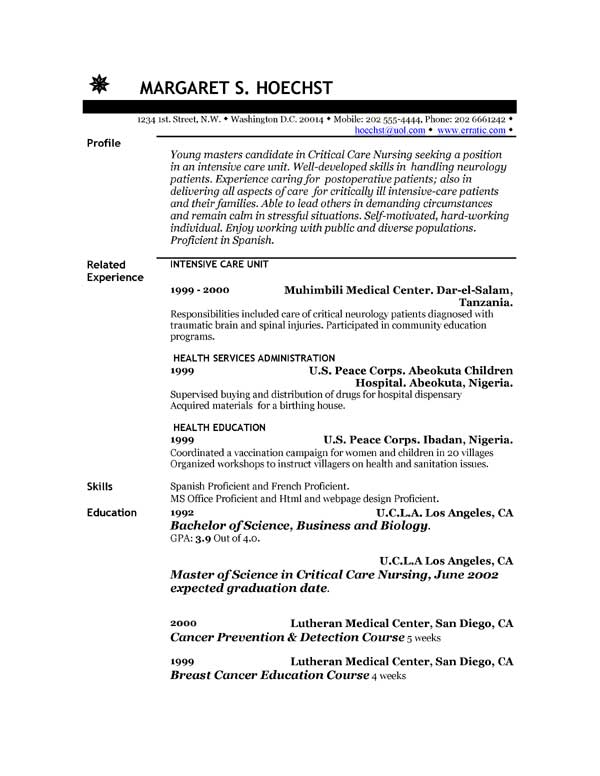 MARGARET S. HOECHST
1234 1st. Street, N.W. ◆ Washington D.C. 20014 ◆ Mobile: 202 555-4444, Phone: 202 6661242 ◆
hoechst@uol.com ◆ www.erratic.com ◆
Profile
Young masters candidate in Critical Care Nursing seeking a position
in an intensive care unit. Well-developed skills in handling neurology
patients. Experience caring for postoperative patients; also in
delivering all aspects of care for critically ill intensive-care patients
and their families. Able to lead others in demanding circumstances
and remain calm in stressful situations. Self-motivated, hard-working
individual. Enjoy working with public and diverse populations.
Proficient in Spanish.
Related INTENSIVE CARE UNIT
Experience
1999 - 2000 Muhimbili Medical Center. Dar-el-Salam,
Tanzania.
Responsibilities included care of critical neurology patients diagnosed with
traumatic brain and spinal injuries. Participated in community education
programs.
HEALTH SERVICES ADMINISTRATION
1999 U.S. Peace Corps. Abeokuta Children
Hospital. Abeokuta, Nigeria.
Supervised buying and distribution of drugs for hospital dispensary
Acquired materials for a birthing house.
HEALTH EDUCATION
1999 U.S. Peace Corps. Ibadan, Nigeria.
Coordinated a vaccination campaign for women and children in 20 villages
Organized workshops to instruct villagers on health and sanitation issues.
Skills Spanish Proficient and French Proficient.
MS Office Proficient and Html and webpage design Proficient.
Education 1992 U.C.L.A. Los Angeles, CA
Bachelor of Science, Business and Biology.
GPA: 3.9 Out of 4.0.
U.C.L.A Los Angeles, CA
Master of Science in Critical Care Nursing, June 2002
expected graduation date.
2000 Lutheran Medical Center, San Diego, CA
Cancer Prevention & Detection Course 5 weeks
1999 Lutheran Medical Center, San Diego, CA
Breast Cancer Education Course 4 weeks